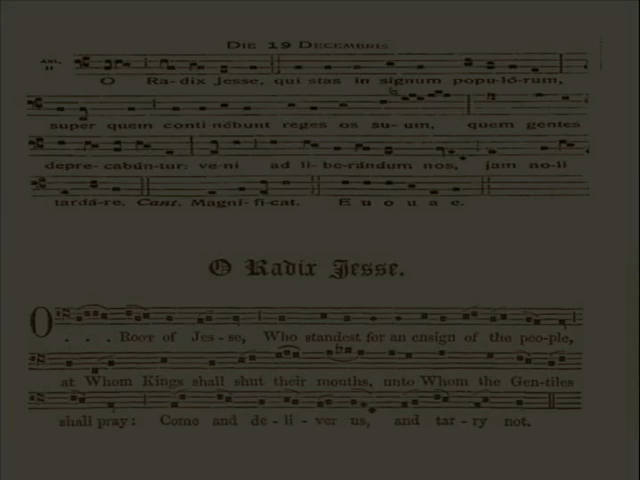 Die 19 Decembris
Ant.
II
O Ra-dix Jesse, qui stas in signum popu-ló-rum,
super quem conti-nébunt reges os su-um, quem gentes
depre-cabún-tur: ve-ni ad li-be-rándum nos, jam no-li
tardá-re. Cant. Magní-fi-cat. E u o u a e.
O Radix Jesse.
O . . . Root of Jes-se, Who standest for an ensign of the peo-ple,
at Whom Kings shall shut their mouths, unto Whom the Gen-tiles
shall pray: Come and de-li-ver us, and tar-ry not.